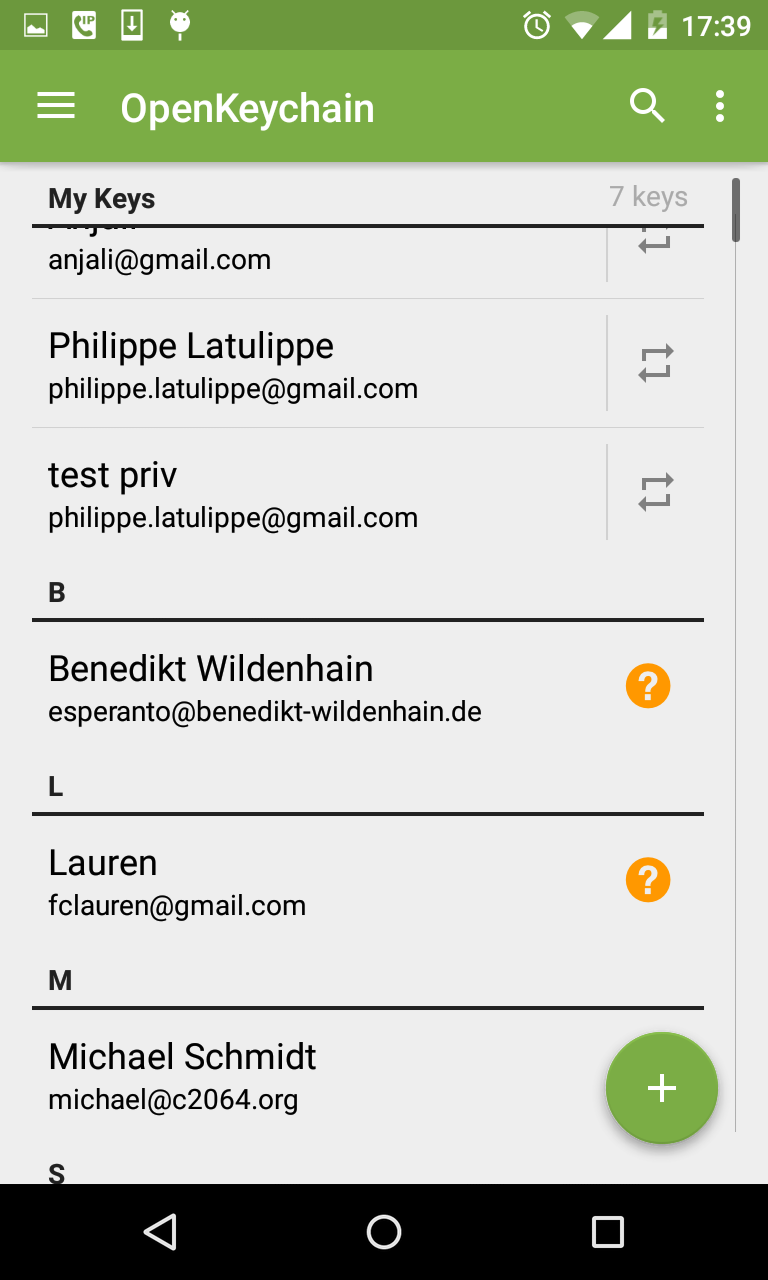 17:39
OpenKeychain
My Keys 7 keys
anjali@gmail.com
Philippe Latulippe
philippe.latulippe@gmail.com
test priv
philippe.latulippe@gmail.com
B
Benedikt Wildenhain
esperanto@benedikt-wildenhain.de
L
Lauren
fclauren@gmail.com
M
Michael Schmidt
michael@c2064.org
S